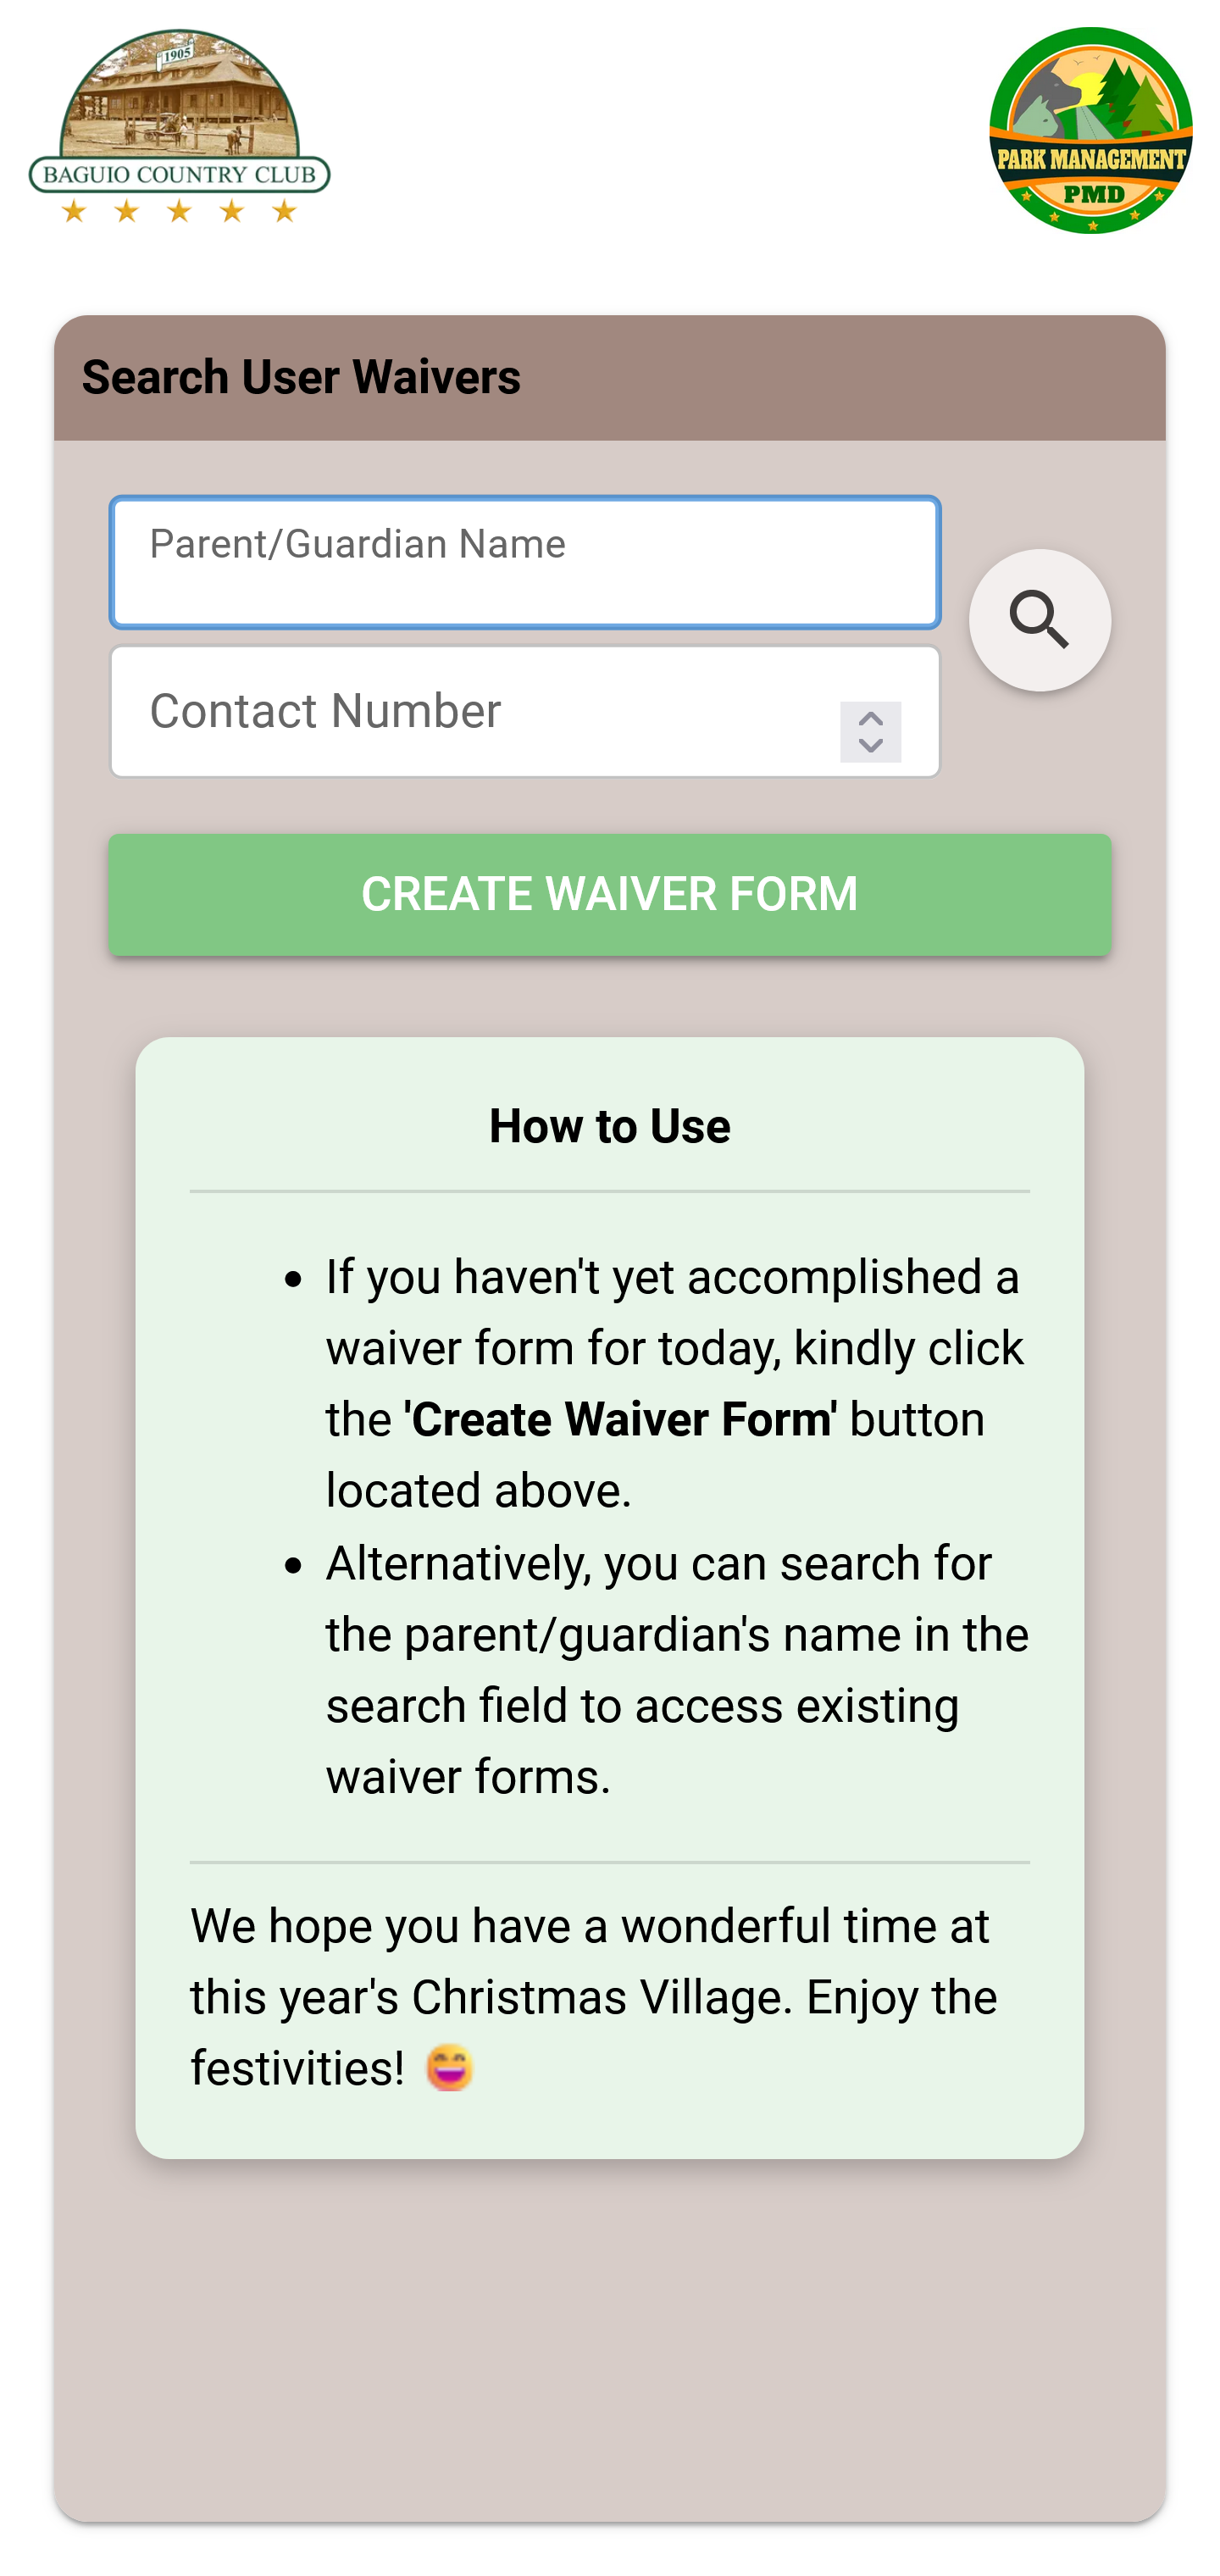 1905
BAGUIO COUNTRY CLUB
PARK MANAGEMENT
PMD
Search User Waivers
Parent/Guardian Name
Contact Number
CREATE WAIVER FORM
How to Use
If you haven't yet accomplished a
waiver form for today, kindly click
the 'Create Waiver Form' button
located above.
Alternatively, you can search for
the parent/guardian's name in the
search field to access existing
waiver forms.
We hope you have a wonderful time at
this year's Christmas Village. Enjoy the
festivities! 😄